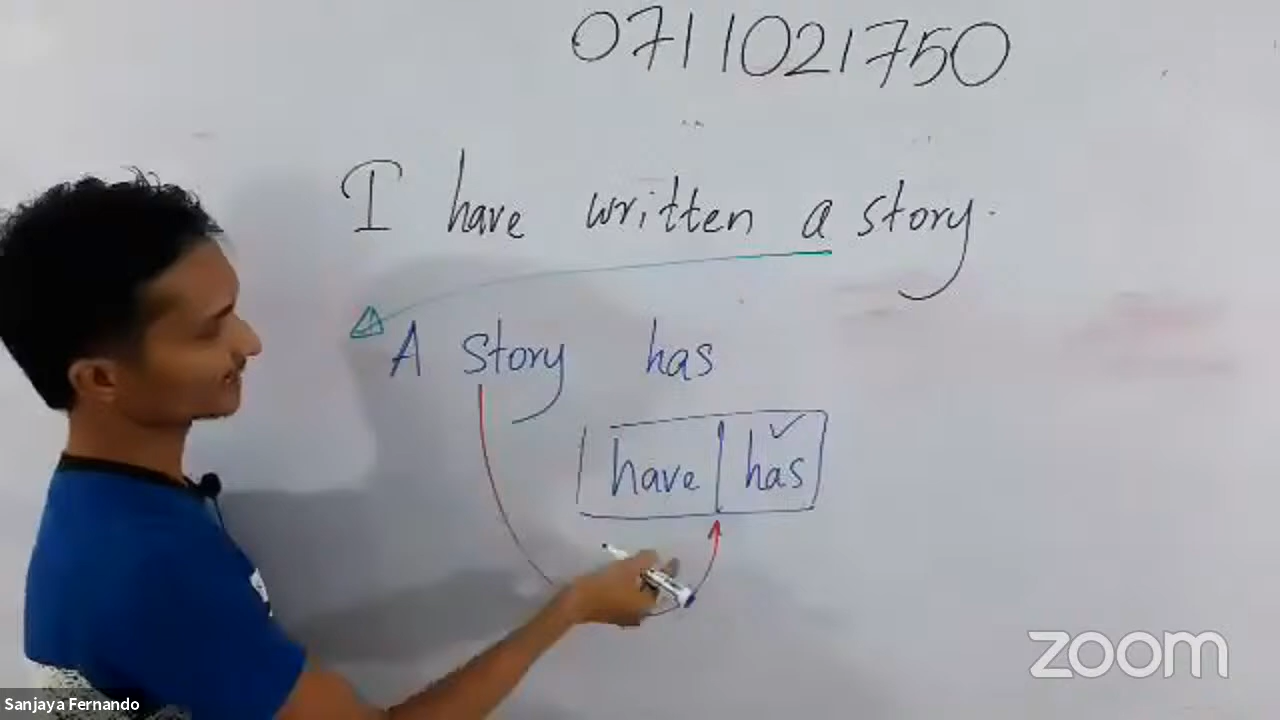 0711021750
I have written a story.
A story has
have has
zoom
Sanjaya Fernando